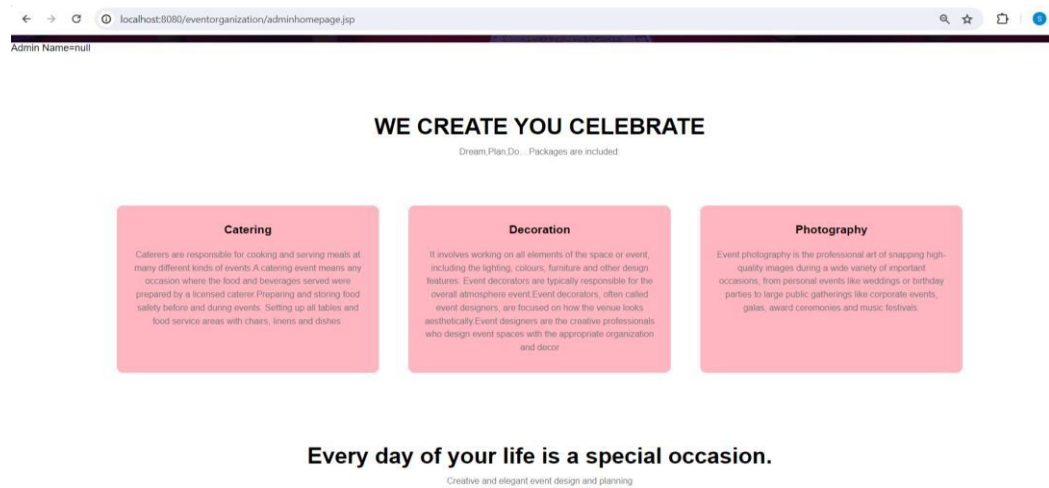 localhost:8080/eventorganization/adminhomepage.jsp
Admin Name=null
WE CREATE YOU CELEBRATE
Dream,Plan,Do... Packages are included:
Catering
Caterers are responsible for cooking and serving meals at
many different kinds of events.A catering event means any
occasion where the food and beverages served were
prepared by a licensed caterer.Preparing and storing food
safety before and during events. Setting up all tables and
food service areas with chairs, linens and dishes.
Decoration
It involves working on all elements of the space or event,
including the lighting, colours, furniture and other design
features. Event decorators are typically responsible for the
overall atmosphere event.Event decorators, often called
event designers, are focused on how the venue looks
aesthetically.Event designers are the creative professionals
who design event spaces with the appropriate organization
and decor
Photography
Event photography is the professional art of snapping high-
quality images during a wide variety of important
occasions, from personal events like weddings or birthday
parties to large public gatherings like corporate events,
galas, award ceremonies and music festivals.
Every day of your life is a special occasion.
Creative and elegant event design and planning